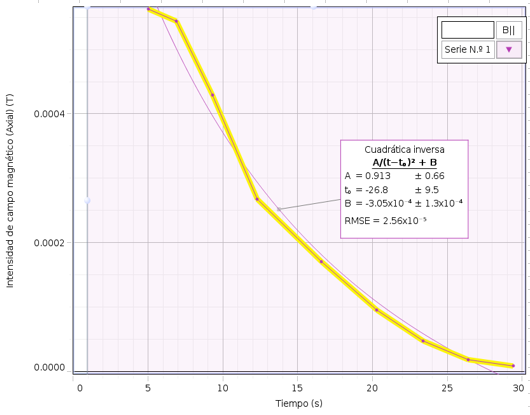 B||
Serie N.º 1
Intensidad de campo magnético (Axial) (T)
0.0004
0.0002
0.0000
Cuadrática inversa
A/(t−t₀)² + B
A = 0.913 ± 0.66
t₀ = -26.8 ± 9.5
B = -3.05x10⁻⁴ ± 1.3x10⁻⁴
RMSE = 2.56x10⁻⁵
0 5 10 15 20 25 30
Tiempo (s)